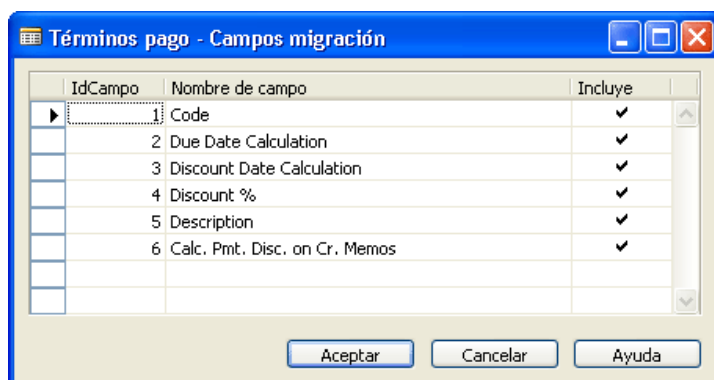 Términos pago - Campos migración
IdCampo Nombre de campo Incluye
1 Code ✔
2 Due Date Calculation ✔
3 Discount Date Calculation ✔
4 Discount % ✔
5 Description ✔
6 Calc. Pmt. Disc. on Cr. Memos ✔
Aceptar Cancelar Ayuda